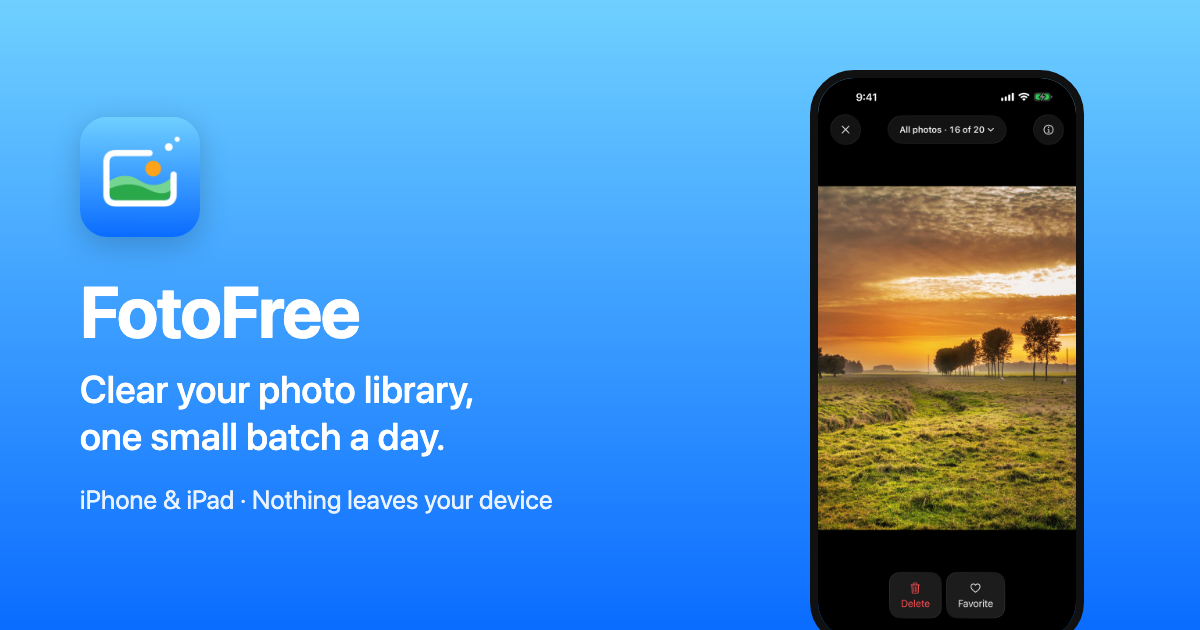 FotoFree
Clear your photo library,
one small batch a day.
iPhone & iPad · Nothing leaves your device
9:41
All photos · 16 of 20
Delete
Favorite